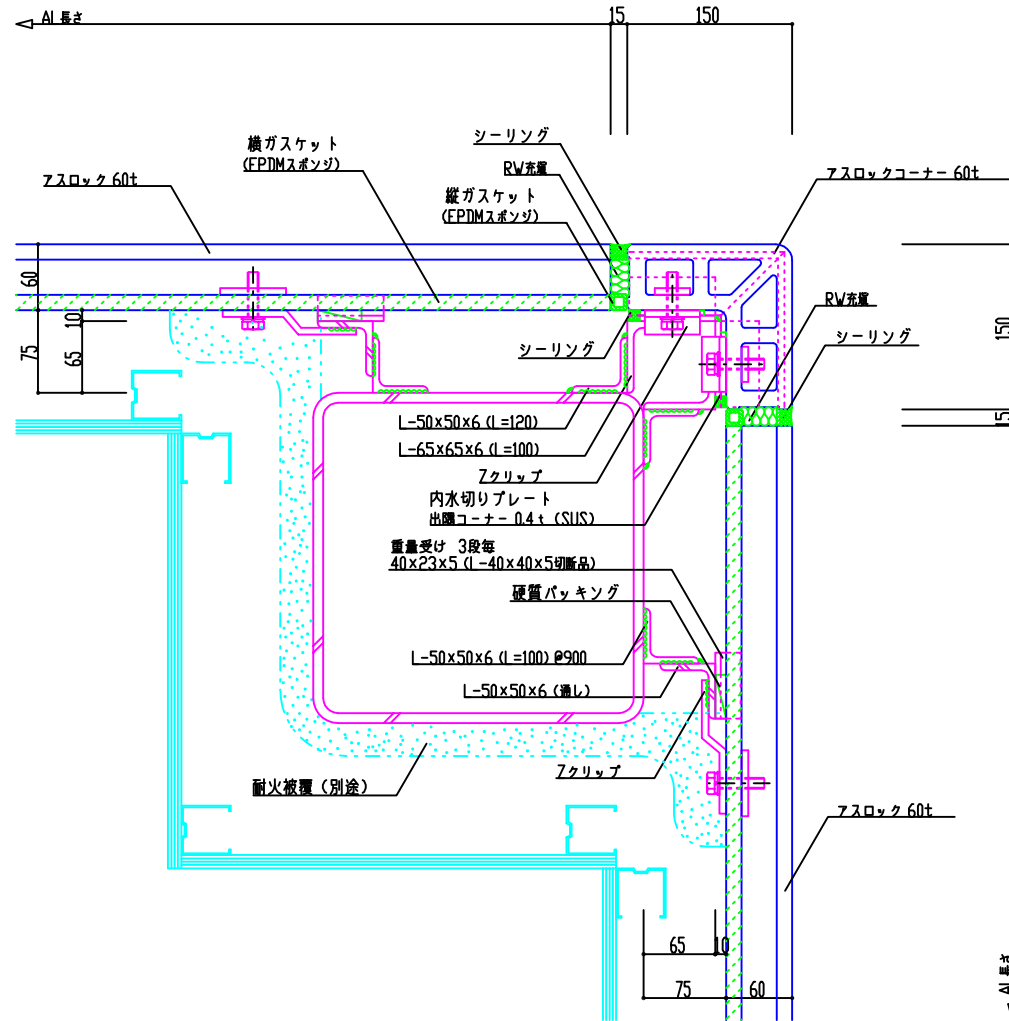 AL長さ
15
150
シーリング
横ガスケット
(EPDMスポンジ)
RW充填
アスロック 60t
縦ガスケット
(EPDMスポンジ)
アスロックコーナー 60t
60
10
75
65
RW充填
シーリング
シーリング
150
15
L-50×50×6 (L=120)
L-65×65×6 (L=100)
Zクリップ
内水切りプレート
出隅コーナー 0.4t (SUS)
重量受け 3段毎
40×23×5 (L-40×40×5切断品)
硬質パッキング
L-50×50×6 (L=100) @900
L-50×50×6 (通し)
Zクリップ
耐火被覆 (別途)
アスロック 60t
65
10
75
60
AL長さ